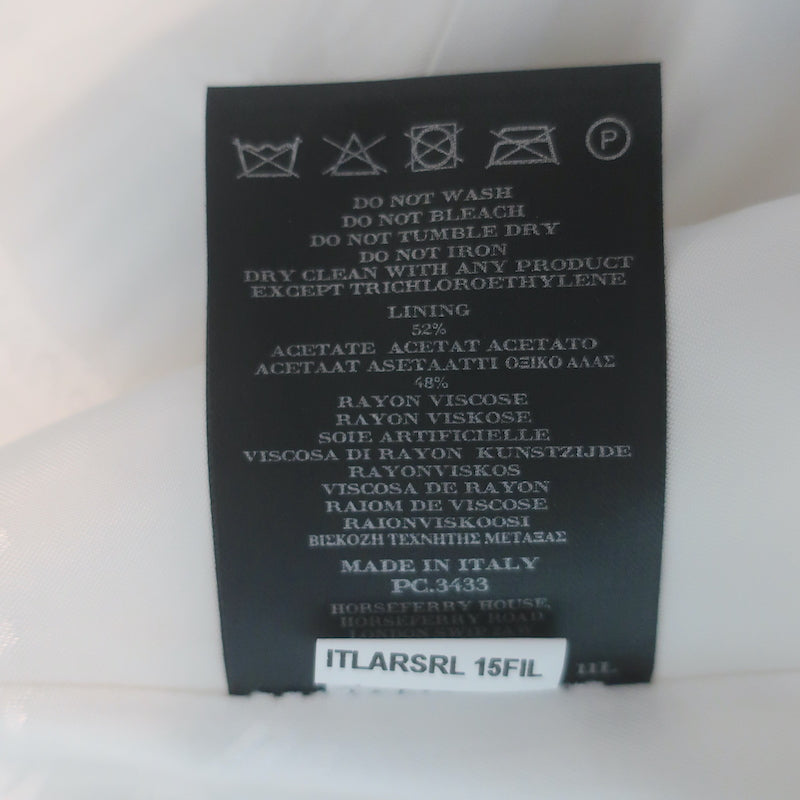 P
DO NOT WASH
DO NOT BLEACH
DO NOT TUMBLE DRY
DO NOT IRON
DRY CLEAN WITH ANY PRODUCT
EXCEPT TRICHLOROETHYLENE
LINING
52%
ACETATE ACETAT ACETATO
ACETAAT ASETAATTI ΟΞΙΚΟ ΑΛΑΣ
48%
RAYON VISCOSE
RAYON VISKOSE
SOIE ARTIFICIELLE
VISCOSA DI RAYON KUNSTZIJDE
RAYONVISKOS
VISCOSA DE RAYON
RAIOM DE VISCOSE
RAIONVISKOOSI
ΒΙΣΚΟΖΗ ΤΕΧΝΗΤΗΣ ΜΕΤΑΞΑΣ
MADE IN ITALY
PC.3433
HORSEFERRY HOUSE,
HORSEFERRY ROAD
LONDON
ITLARSRL 15FIL